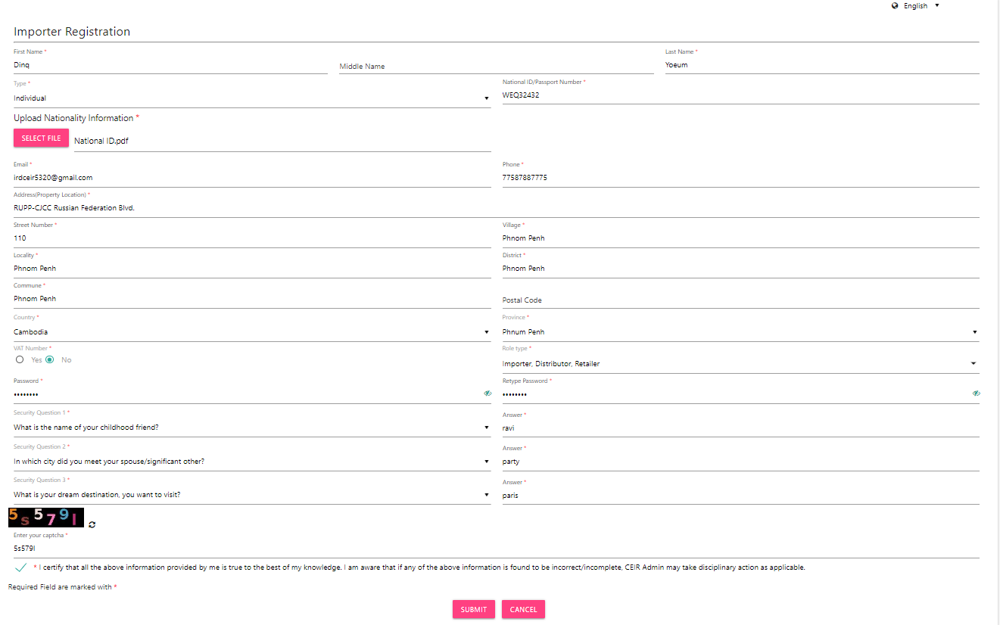 English
Importer Registration
First Name *
Dinq
Middle Name
Last Name *
Yoeum
Type *
Individual
National ID/Passport Number *
WEQ32432
Upload Nationality Information *
SELECT FILE
National ID.pdf
Email *
irdceir5320@gmail.com
Phone *
77587887775
Address(Property Location) *
RUPP-CJCC Russian Federation Blvd.
Street Number *
110
Village *
Phnom Penh
Locality *
Phnom Penh
District *
Phnom Penh
Commune *
Phnom Penh
Postal Code
Country *
Cambodia
Province *
Phnum Penh
VAT Number *
Yes No
Role type *
Importer, Distributor, Retailer
Password *
••••••••
Retype Password *
••••••••
Security Question 1 *
What is the name of your childhood friend?
Answer *
ravi
Security Question 2 *
In which city did you meet your spouse/significant other?
Answer *
party
Security Question 3 *
What is your dream destination, you want to visit?
Answer *
paris
5s579l
Enter your captcha *
5s579l
* I certify that all the above information provided by me is true to the best of my knowledge. I am aware that if any of the above information is found to be incorrect/incomplete, CEIR Admin may take disciplinary action as applicable.
Required Field are marked with *
SUBMIT CANCEL